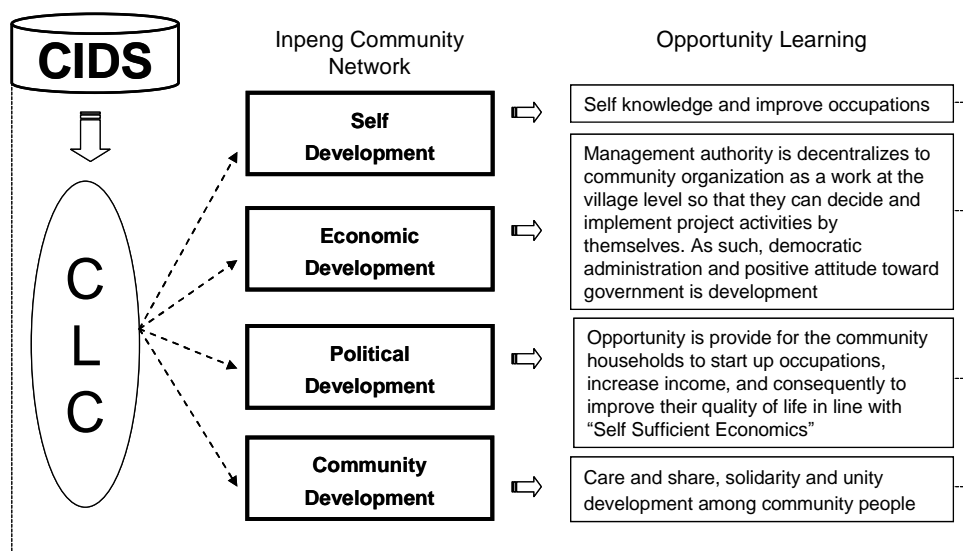 CIDS
Inpeng Community
Network
Opportunity Learning
C
L
C
Self
Development
Self knowledge and improve occupations
Economic
Development
Management authority is decentralizes to
community organization as a work at the
village level so that they can decide and
implement project activities by
themselves. As such, democratic
administration and positive attitude toward
government is development
Political
Development
Opportunity is provide for the community
households to start up occupations,
increase income, and consequently to
improve their quality of life in line with
“Self Sufficient Economics”
Community
Development
Care and share, solidarity and unity
development among community people